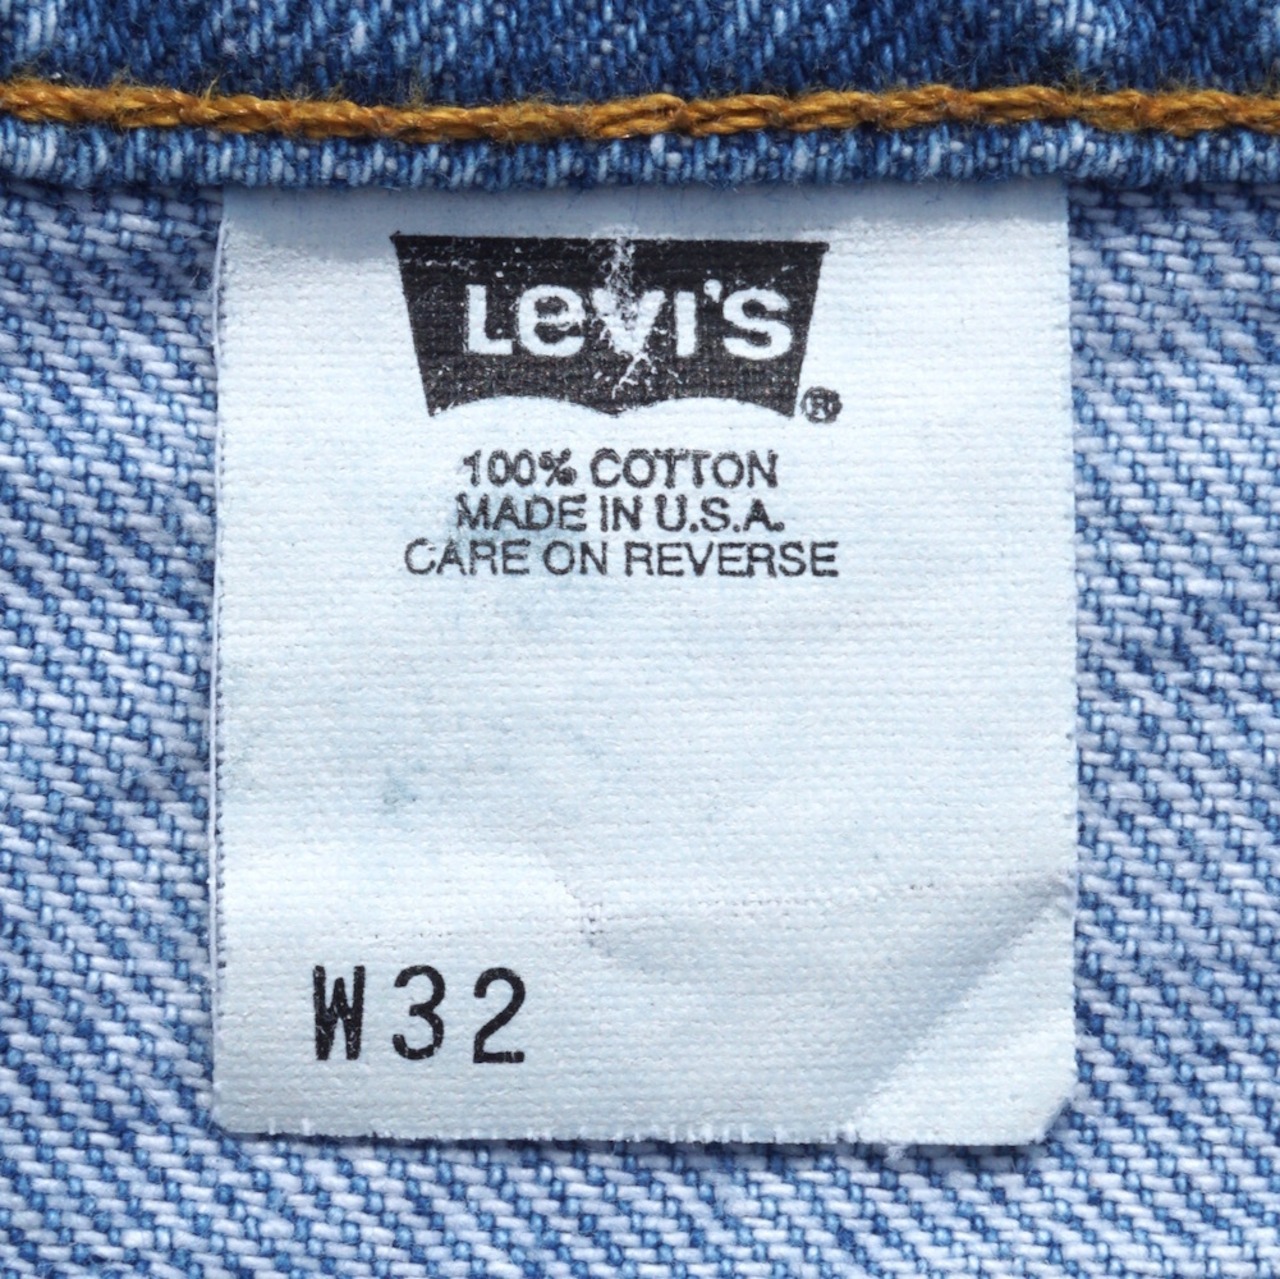 Levi's
®
100% COTTON
MADE IN U.S.A.
CARE ON REVERSE
W32